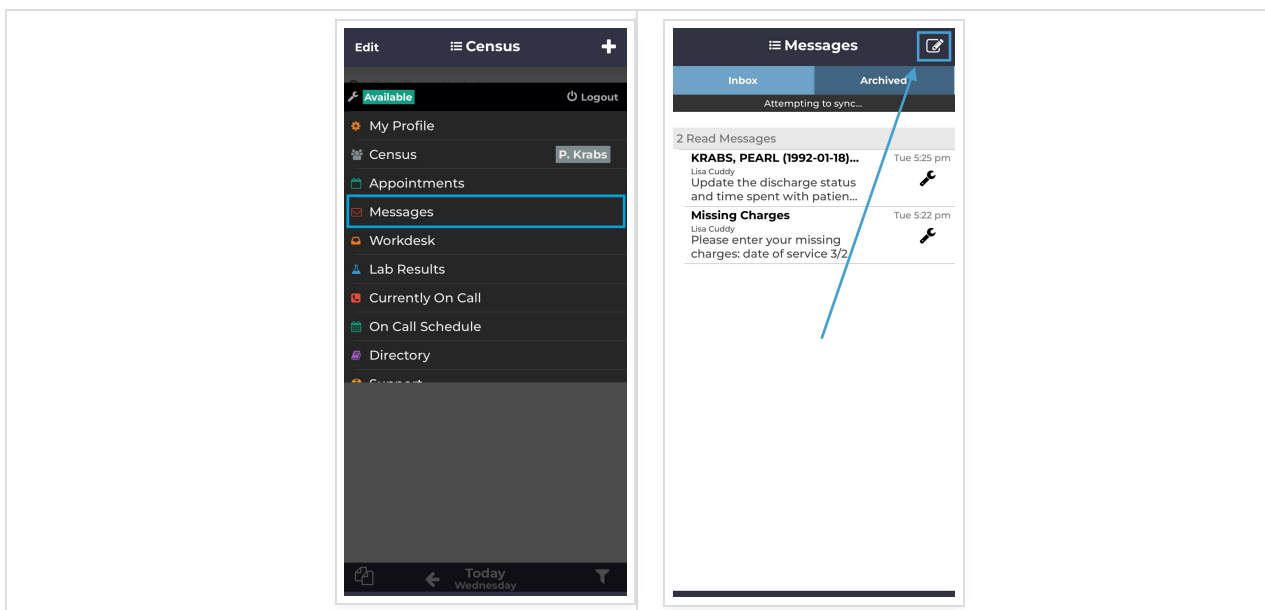 Edit Census
Available Logout
My Profile
Census P. Krabs
Appointments
Messages
Workdesk
Lab Results
Currently On Call
On Call Schedule
Directory
Support
Today
Wednesday
Messages
Inbox Archived
Attempting to sync...
2 Read Messages
KRABS, PEARL (1992-01-18)... Tue 5:25 pm
Lisa Cuddy
Update the discharge status
and time spent with patien...
Missing Charges Tue 5:22 pm
Lisa Cuddy
Please enter your missing
charges: date of service 3/2